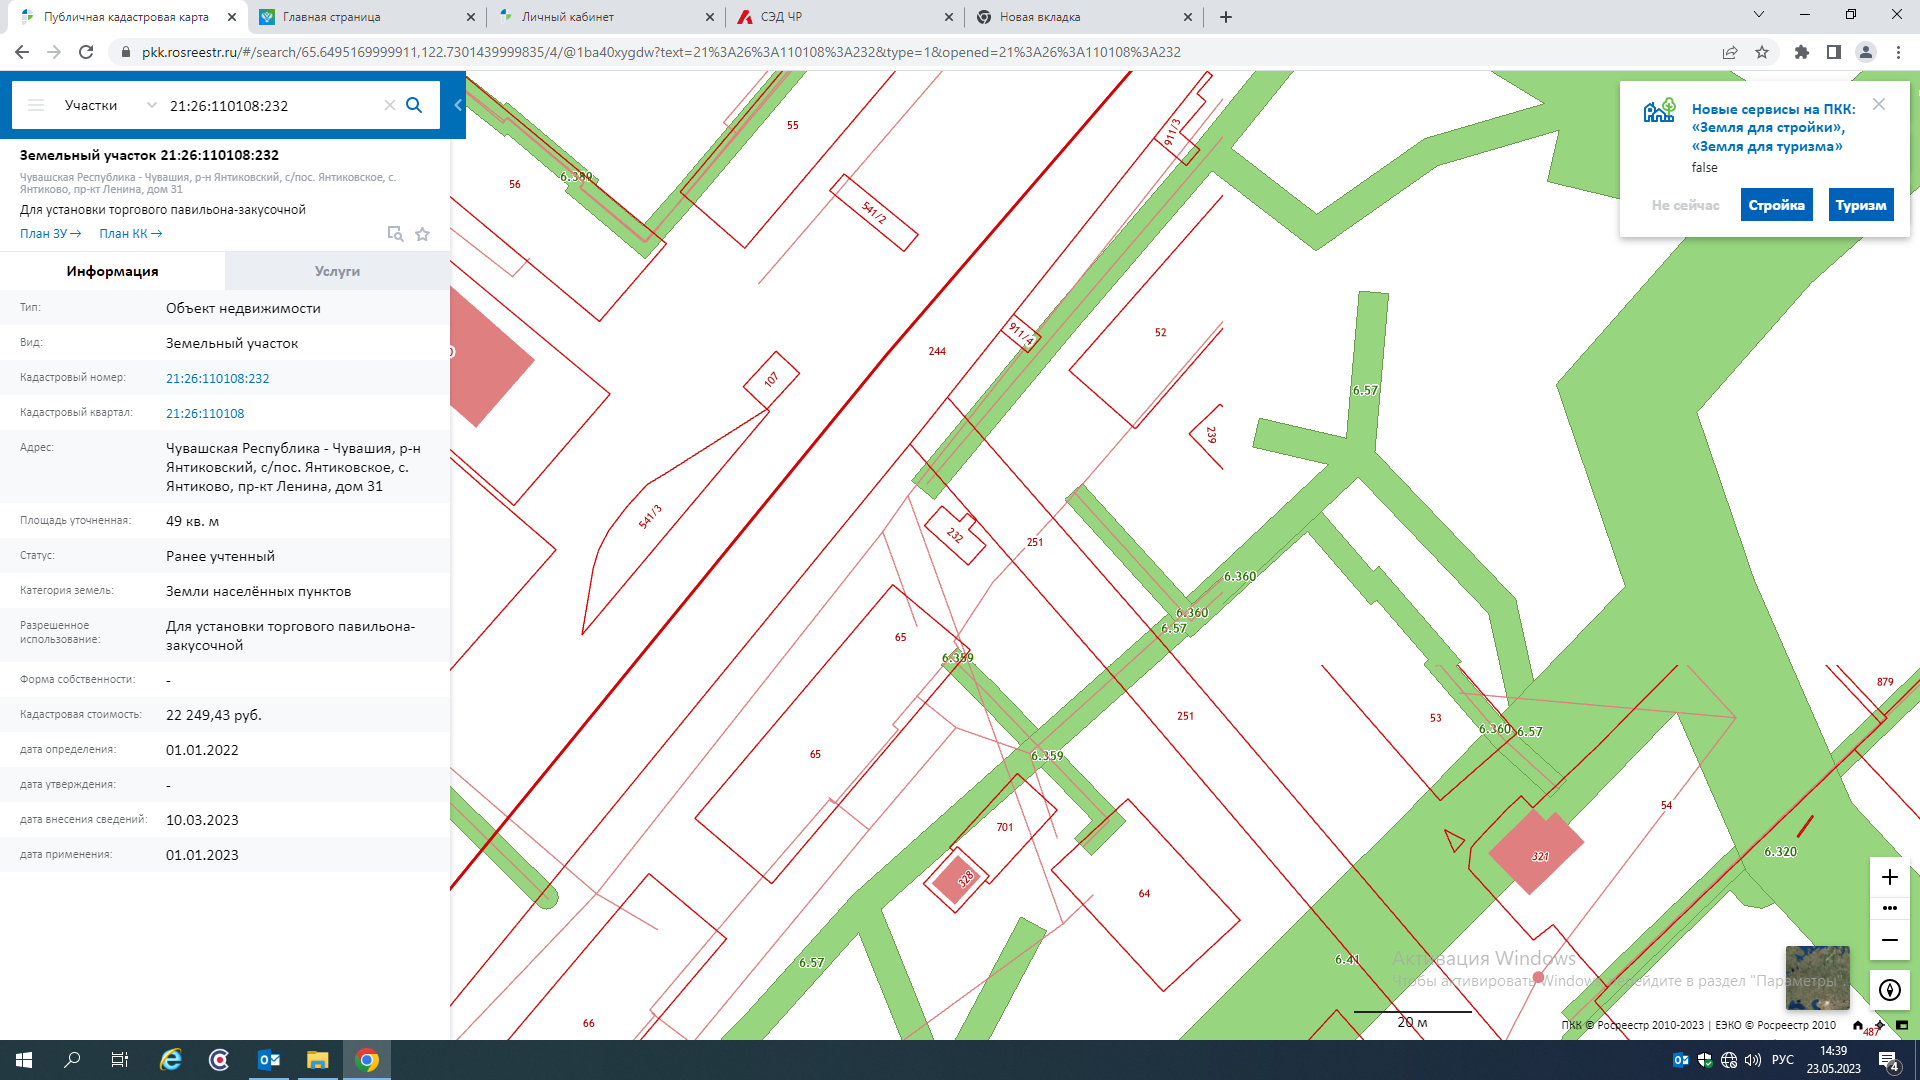 Публичная кадастровая карта
Главная страница
Личный кабинет
СЭД ЧР
Новая вкладка
pkk.rosreestr.ru/#/search/65.6495169999911,122.7301439999835/4/@1ba40xygdw?text=21%3A26%3A110108%3A232&type=1&opened=21%3A26%3A110108%3A232
Участки
21:26:110108:232
Земельный участок 21:26:110108:232
Чувашская Республика - Чувашия, р-н Янтиковский, с/пос. Янтиковское, с.
Янтиково, пр-кт Ленина, дом 31
Для установки торгового павильона-закусочной
План ЗУ →
План КК →
Информация
Услуги
Тип:
Объект недвижимости
Вид:
Земельный участок
Кадастровый номер:
21:26:110108:232
Кадастровый квартал:
21:26:110108
Адрес:
Чувашская Республика - Чувашия, р-н
Янтиковский, с/пос. Янтиковское, с.
Янтиково, пр-кт Ленина, дом 31
Площадь уточненная:
49 кв. м
Статус:
Ранее учтенный
Категория земель:
Земли населённых пунктов
Разрешенное
использование:
Для установки торгового павильона-
закусочной
Форма собственности:
-
Кадастровая стоимость:
22 249,43 руб.
дата определения:
01.01.2022
дата утверждения:
-
дата внесения сведений:
10.03.2023
дата применения:
01.01.2023
Новые сервисы на ПКК:
«Земля для стройки»,
«Земля для туризма»
false
Не сейчас
Стройка
Туризм
55
911/3
56
6.389
541/2
52
911/4
244
107
6.57
239
541/3
232
251
6.360
6.360
6.57
65
6.359
251
53
879
6.360
6.57
65
6.359
54
701
6.320
321
328
64
6.57
6.41
66
487
Активация Windows
Чтобы активировать Windows, перейдите в раздел "Параметры".
20 м
ПКК © Росреестр 2010-2023 | ЕЭКО © Росреестр 2010
РУС
14:39
23.05.2023
4